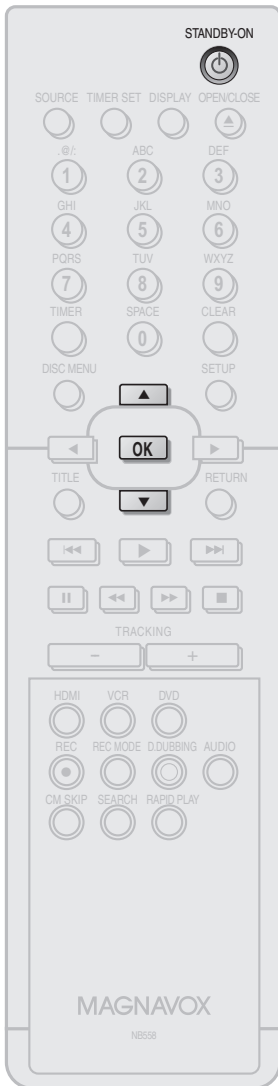 STANDBY-ON
SOURCE TIMER SET DISPLAY OPEN/CLOSE
.@/: ABC DEF
1 2 3
GHI JKL MNO
4 5 6
PQRS TUV WXYZ
7 8 9
TIMER SPACE CLEAR
0
DISC MENU SETUP
OK
TITLE RETURN
TRACKING
– +
HDMI VCR DVD
REC REC MODE D.DUBBING AUDIO
CM SKIP SEARCH RAPID PLAY
MAGNAVOX
NB558